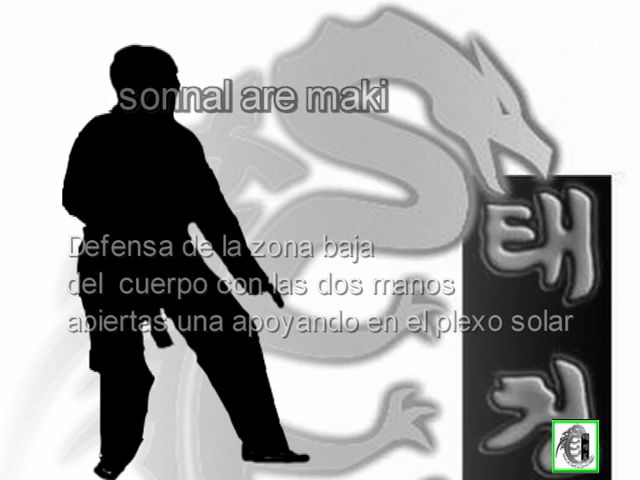 sonnal are maki
Defensa de la zona baja
del cuerpo con las dos manos
abiertas una apoyando en el plexo solar
태
정